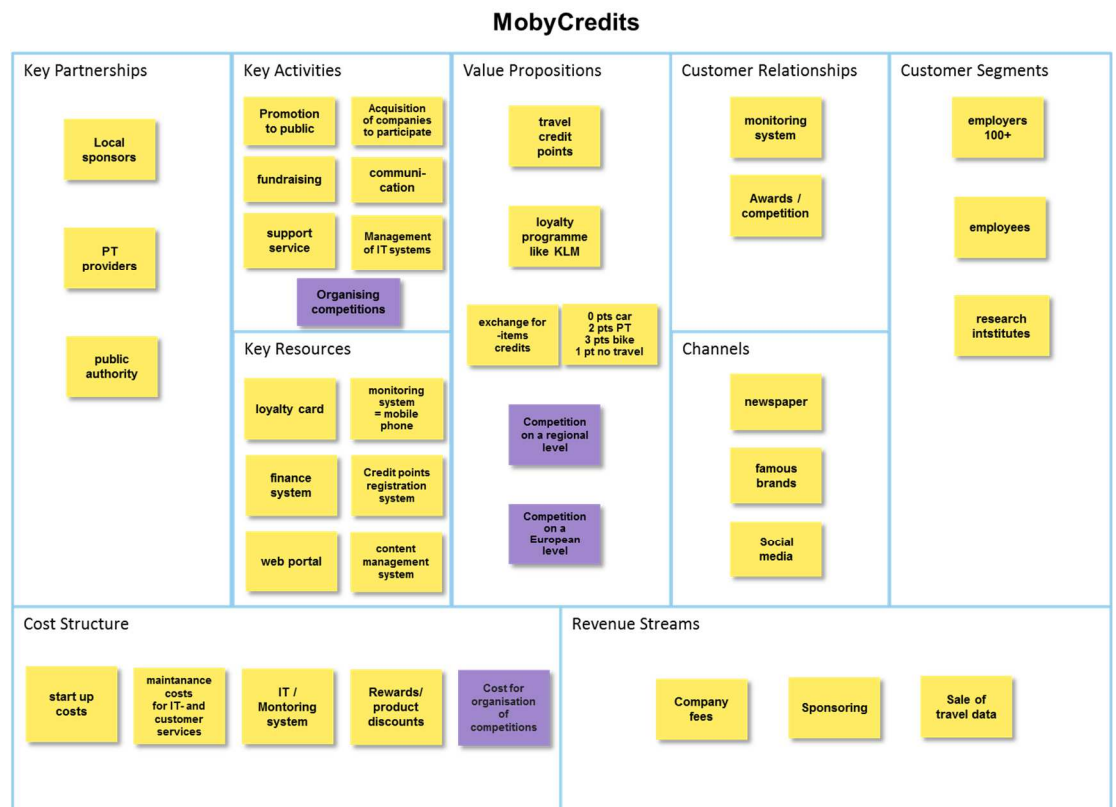 MobyCredits
Key Partnerships
Local
sponsors
PT
providers
public
authority
Key Activities
Promotion
to public
Acquisition
of companies
to participate
fundraising
communi-
cation
support
service
Management
of IT systems
Organising
competitions
Key Resources
loyalty card
monitoring
system
= mobile
phone
finance
system
Credit points
registration
system
web portal
content
management
system
Value Propositions
travel
credit
points
loyalty
programme
like KLM
exchange for
-items
credits
0 pts car
2 pts PT
3 pts bike
1 pt no travel
Competition
on a regional
level
Competition
on a
European
level
Customer Relationships
monitoring
system
Awards /
competition
Channels
newspaper
famous
brands
Social
media
Customer Segments
employers
100+
employees
research
intstitutes
Cost Structure
start up
costs
maintanance
costs
for IT- and
customer
services
IT /
Montoring
system
Rewards/
product
discounts
Cost for
organisation
of
competitions
Revenue Streams
Company
fees
Sponsoring
Sale of
travel data